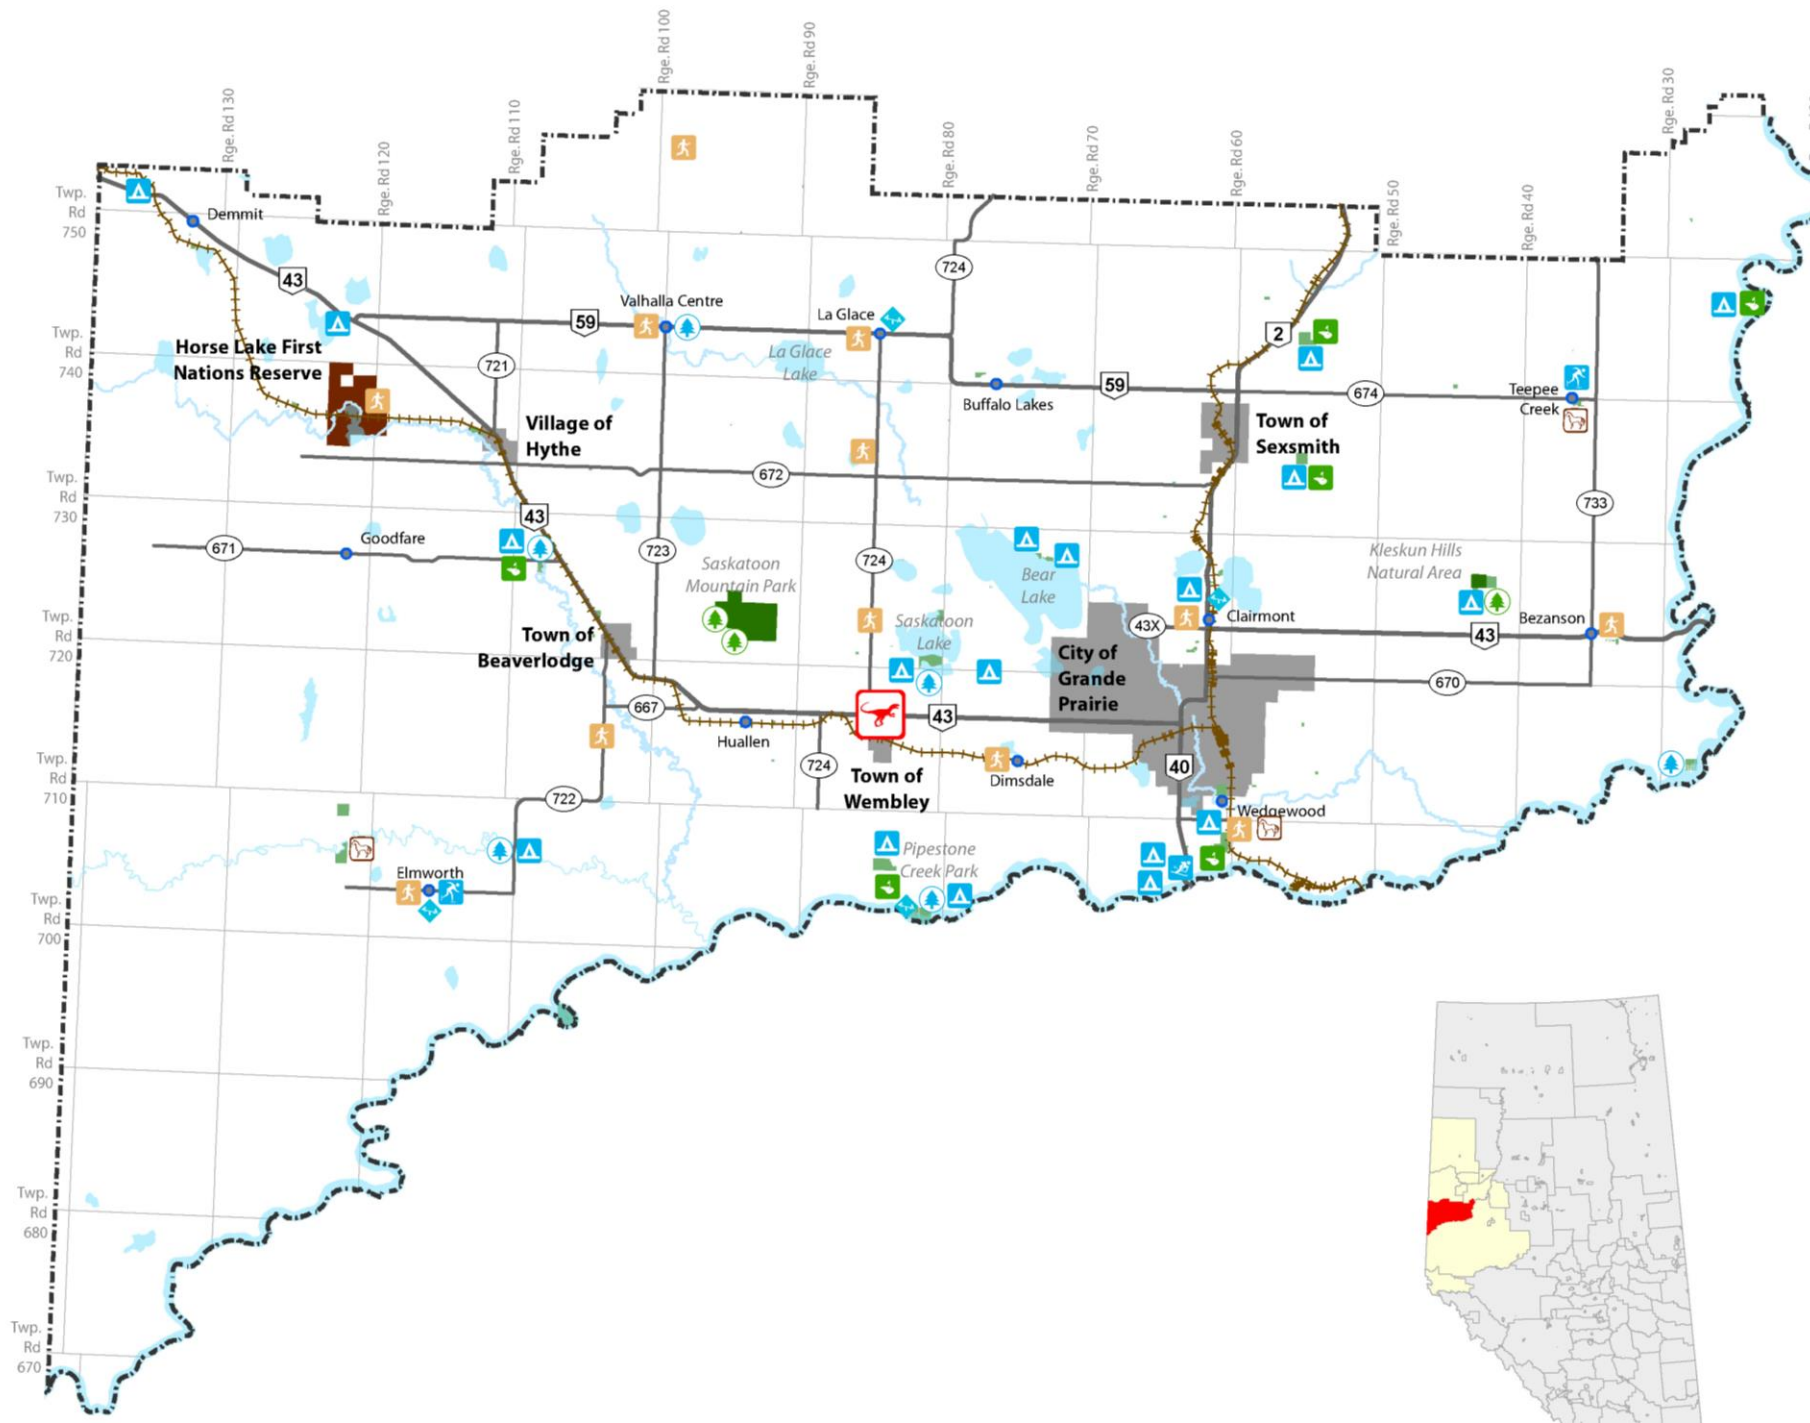 Rge. Rd 130
Rge. Rd 120
Rge. Rd 110
Rge. Rd 100
Rge. Rd 90
Rge. Rd 80
Rge. Rd 70
Rge. Rd 60
Rge. Rd 50
Rge. Rd 40
Rge. Rd 30
Twp.
Rd
750
Demmit
43
724
Valhalla Centre
59
La Glace
2
Twp.
Rd
740
Horse Lake First
Nations Reserve
721
La Glace
Lake
Buffalo Lakes
59
674
Teepee
Creek
Village of
Hythe
Town of
Sexsmith
672
Twp.
Rd
730
43
733
671
Goodfare
723
724
Saskatoon
Mountain Park
Bear
Lake
Kleskun Hills
Natural Area
Twp.
Rd
720
Town of
Beaverlodge
Saskatoon
Lake
43X
Clairmont
43
Bezanson
City of
Grande
Prairie
670
667
43
Huallen
Twp.
Rd
710
724
Town of
Wembley
Dimsdale
40
722
Wedgewood
Pipestone
Creek Park
Elmworth
Twp.
Rd
700
Twp.
Rd
690
Twp.
Rd
680
Twp.
Rd
670